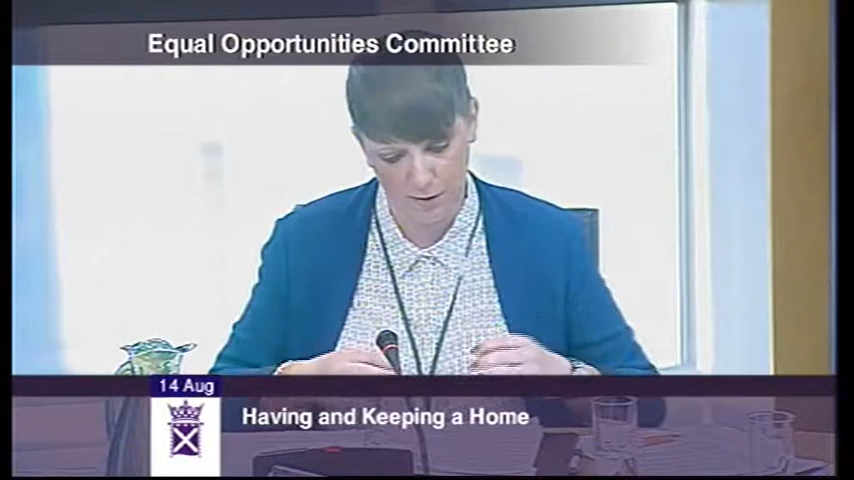 Equal Opportunities Committee
14 Aug
Having and Keeping a Home